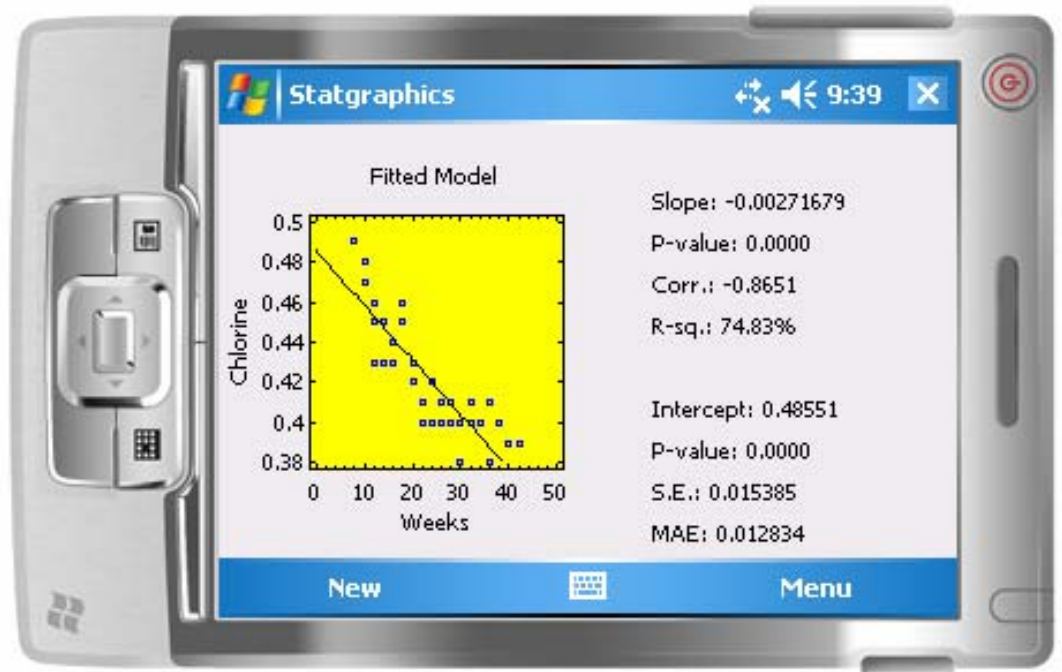 Statgraphics
9:39
Fitted Model
0.5
0.48
0.46
0.44
0.42
0.4
0.38
Chlorine
0 10 20 30 40 50
Weeks
Slope: -0.00271679
P-value: 0.0000
Corr.: -0.8651
R-sq.: 74.83%
Intercept: 0.48551
P-value: 0.0000
S.E.: 0.015385
MAE: 0.012834
New
Menu